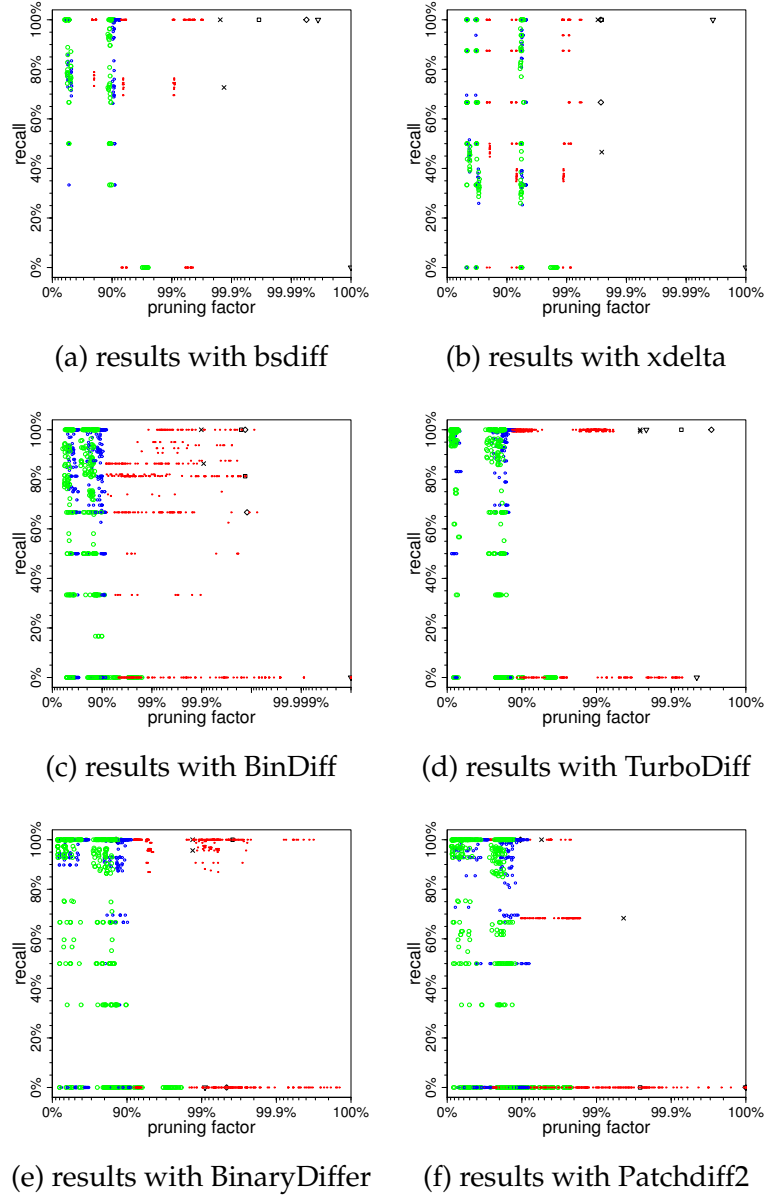 100%
80%
60%
40%
20%
0%
recall
0% 90% 99% 99.9% 99.99% 100%
pruning factor
(a) results with bsdiff
100%
80%
60%
40%
20%
0%
recall
0% 90% 99% 99.9% 99.99% 100%
pruning factor
(b) results with xdelta
100%
80%
60%
40%
20%
0%
recall
0% 90% 99% 99.9% 99.999%
pruning factor
(c) results with BinDiff
100%
80%
60%
40%
20%
0%
recall
0% 90% 99% 100%
pruning factor
(d) results with TurboDiff
100%
80%
60%
40%
20%
0%
recall
0% 90% 99% 99.9% 100%
pruning factor
(e) results with BinaryDiffer
100%
80%
60%
40%
20%
0%
recall
0% 90% 99% 99.9% 100%
pruning factor
(f) results with Patchdiff2